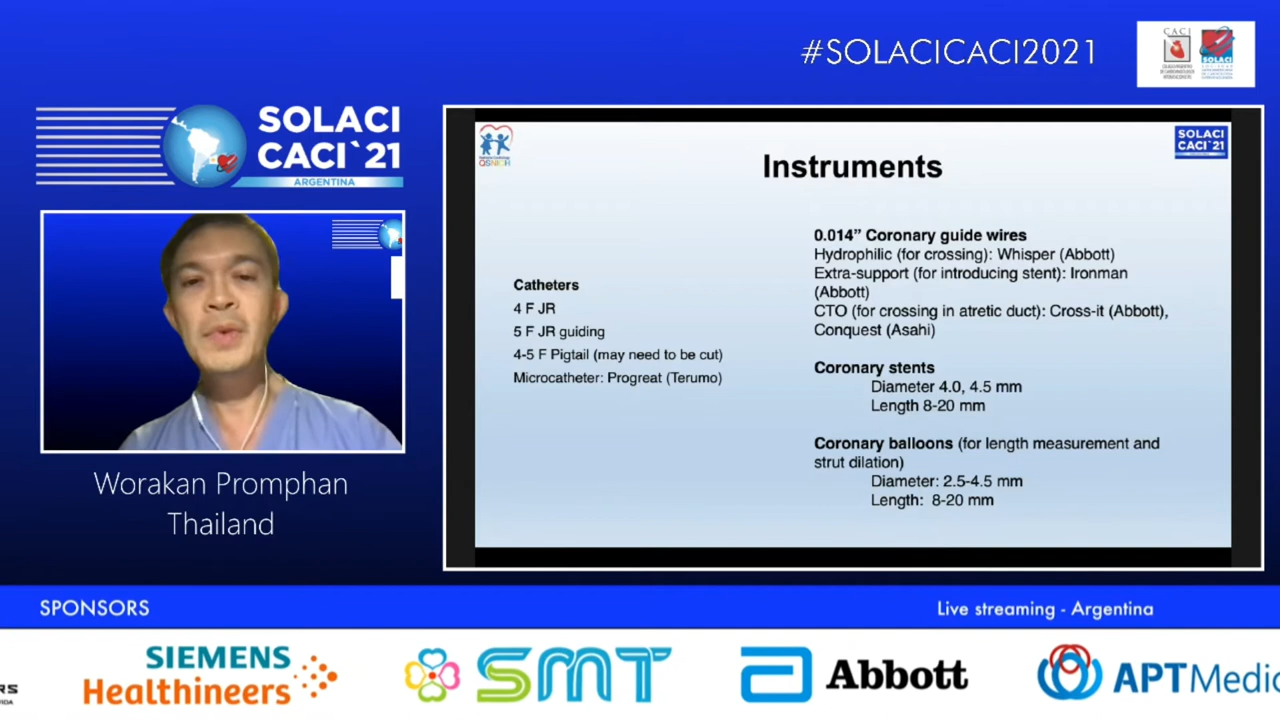 #SOLACICACI2021
CACI
SOLACI
SOLACI
CACI`21
ARGENTINA
Worakan Promphan
Thailand
QSNICH
SOLACI
CACI`21
Instruments
Catheters
4 F JR
5 F JR guiding
4-5 F Pigtail (may need to be cut)
Microcatheter: Progreat (Terumo)
0.014” Coronary guide wires
Hydrophilic (for crossing): Whisper (Abbott)
Extra-support (for introducing stent): Ironman
(Abbott)
CTO (for crossing in atretic duct): Cross-it (Abbott),
Conquest (Asahi)
Coronary stents
Diameter 4.0, 4.5 mm
Length 8-20 mm
Coronary balloons (for length measurement and
strut dilation)
Diameter: 2.5-4.5 mm
Length: 8-20 mm
SPONSORS
Live streaming - Argentina
SIEMENS
Healthineers
SMT
Abbott
APTMedic